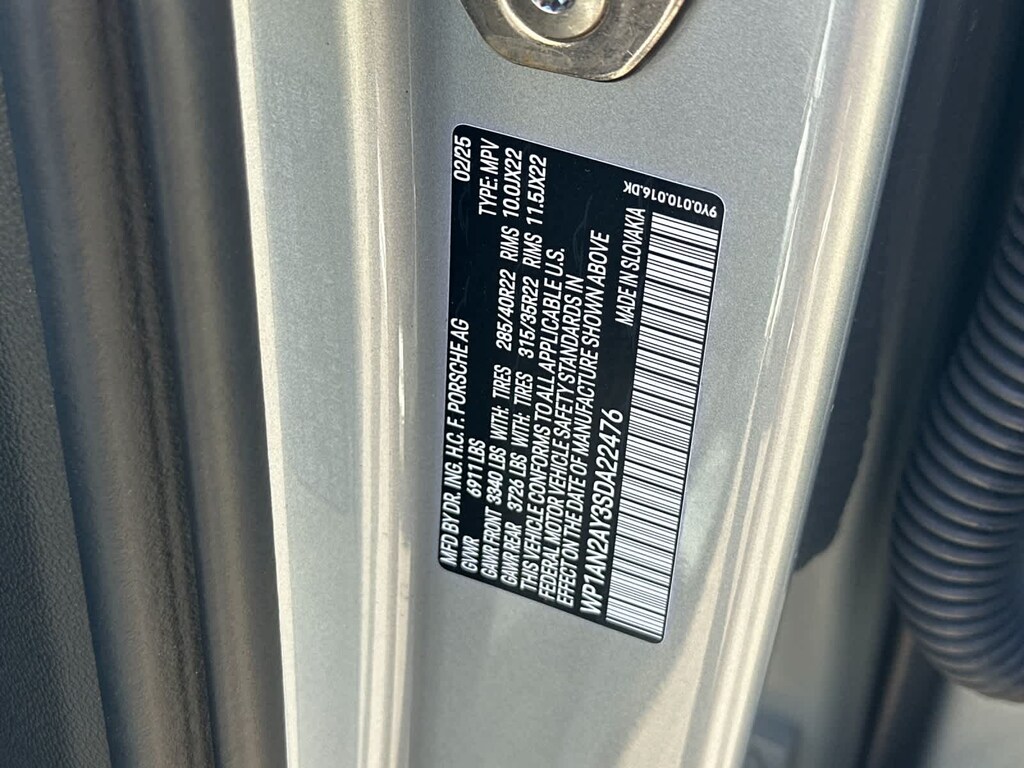 MFD BY DR. ING. H.C. F. PORSCHE AG 02/25
GVWR 6911 LBS TYPE: MPV
GAWR FRONT 3340 LBS WITH: TIRES 285/40R22 RIMS 10.0JX22
GAWR REAR 3726 LBS WITH: TIRES 315/35R22 RIMS 11.5JX22
THIS VEHICLE CONFORMS TO ALL APPLICABLE U.S.
FEDERAL MOTOR VEHICLE SAFETY STANDARDS IN
EFFECT ON THE DATE OF MANUFACTURE SHOWN ABOVE
WP1AN2AY3SDA22476 MADE IN SLOVAKIA
9Y0.010.016.DK